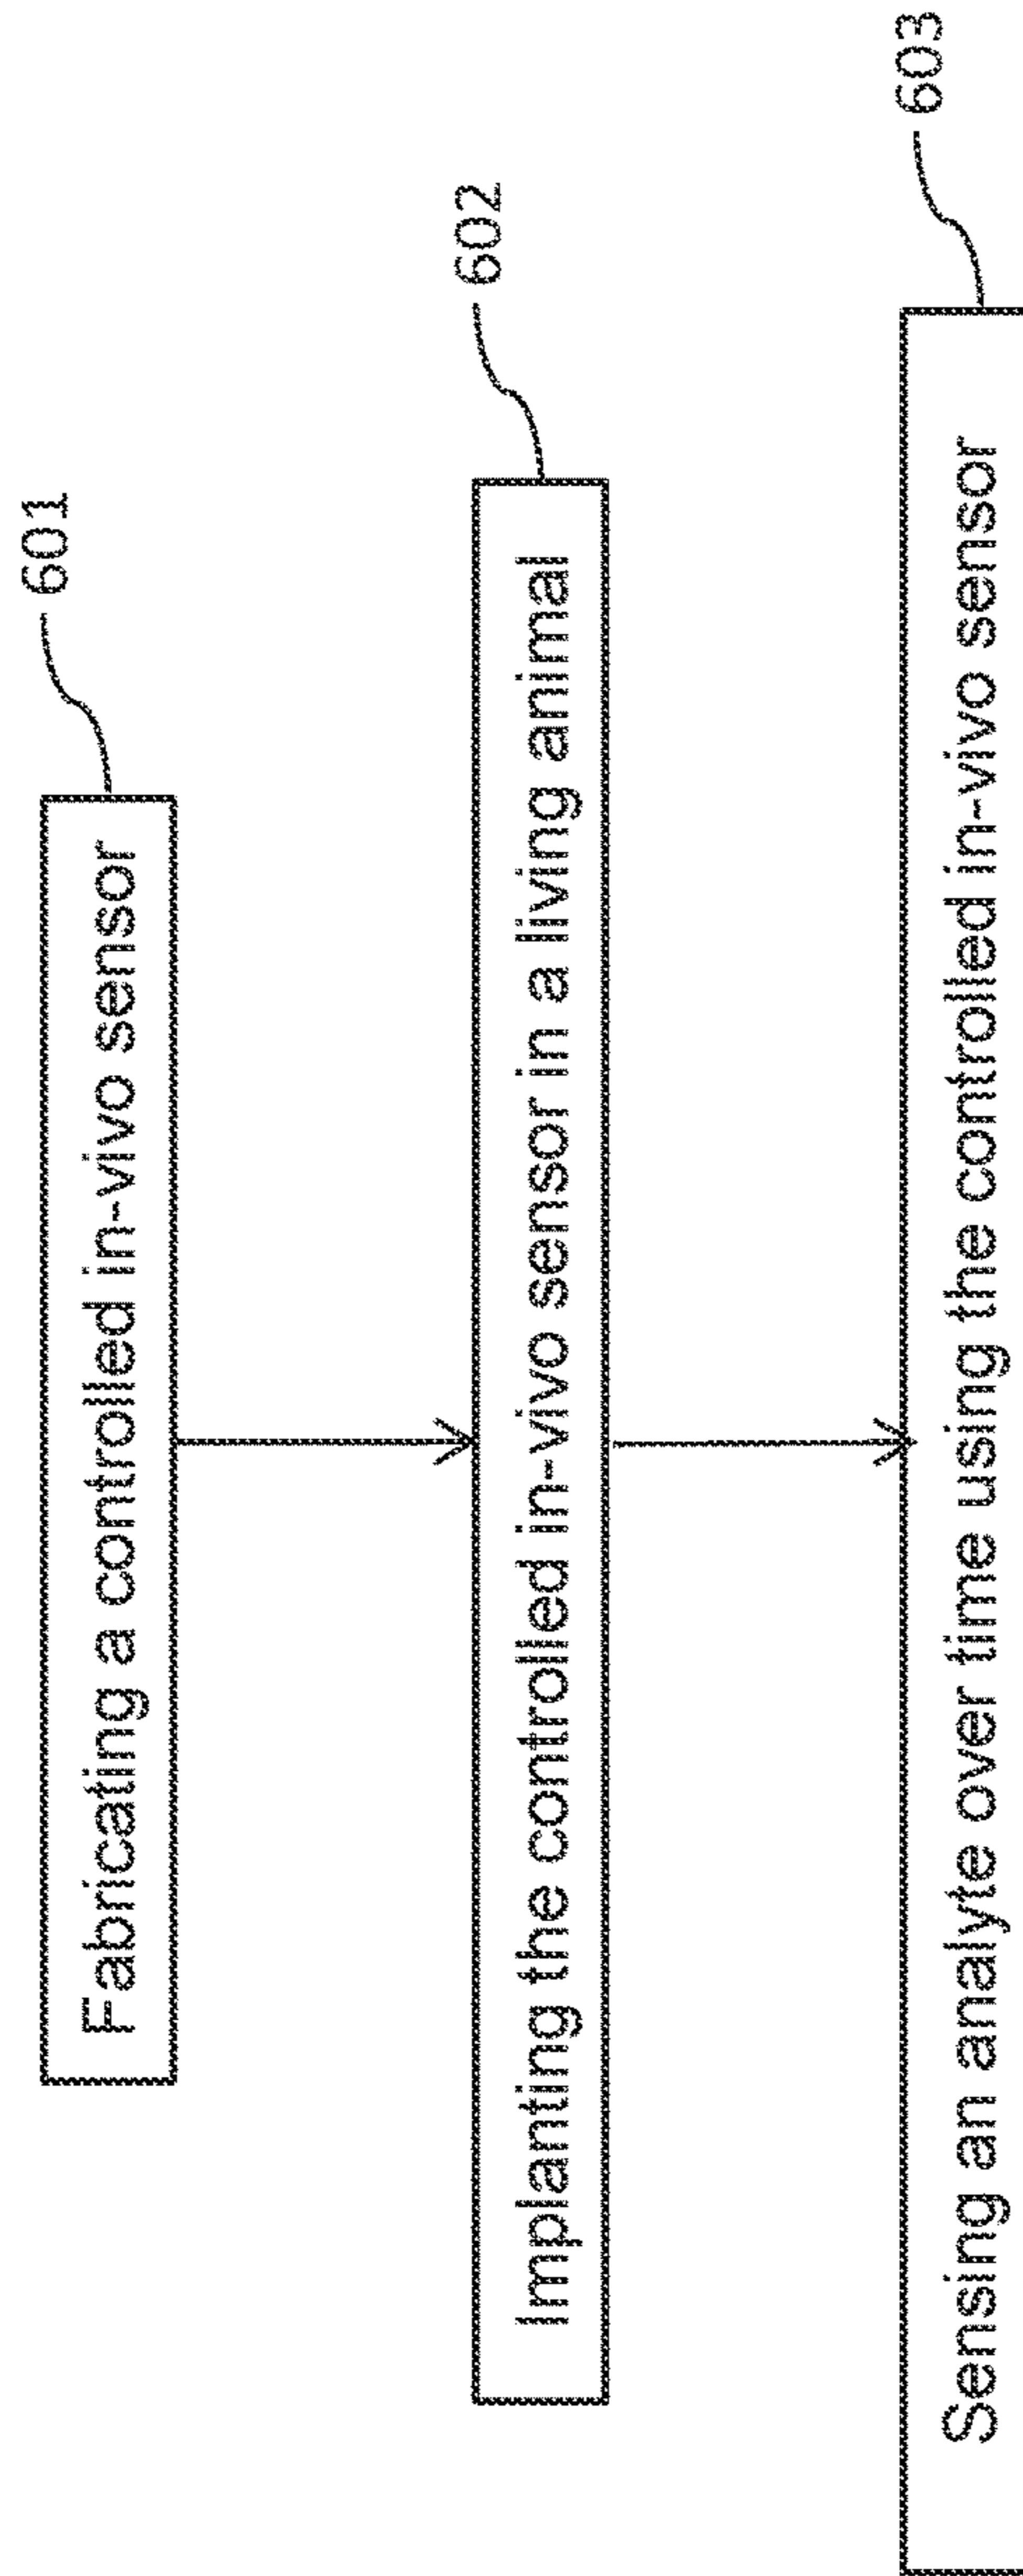 601
Fabricating a controlled in-vivo sensor
602
Implanting the controlled in-vivo sensor in a living animal
603
Sensing an analyte over time using the controlled in-vivo sensor